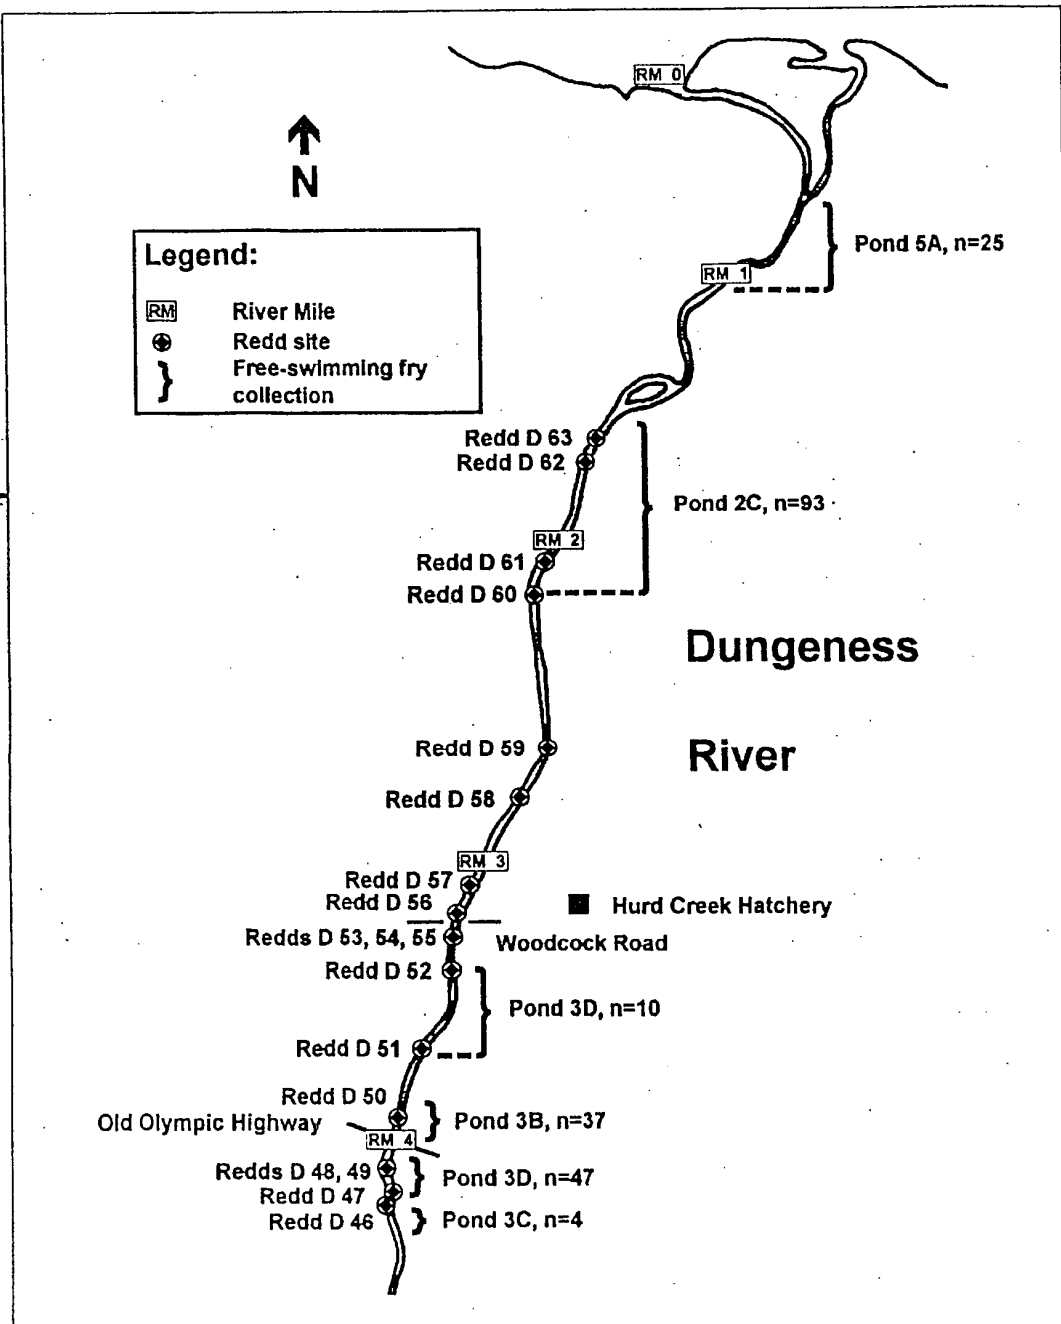 RM 0
N
Pond 5A, n=25
Legend:
RM 1
RM River Mile
Redd site
Free-swimming fry
collection
Redd D 63
Redd D 62
Pond 2C, n=93
RM 2
Redd D 61
Redd D 60
Dungeness
River
Redd D 59
Redd D 58
RM 3
Redd D 57
Redd D 56
Hurd Creek Hatchery
Redds D 53, 54, 55
Woodcock Road
Redd D 52
Pond 3D, n=10
Redd D 51
Redd D 50
Old Olympic Highway
Pond 3B, n=37
RM 4
Redds D 48, 49
Pond 3D, n=47
Redd D 47
Redd D 46
Pond 3C, n=4